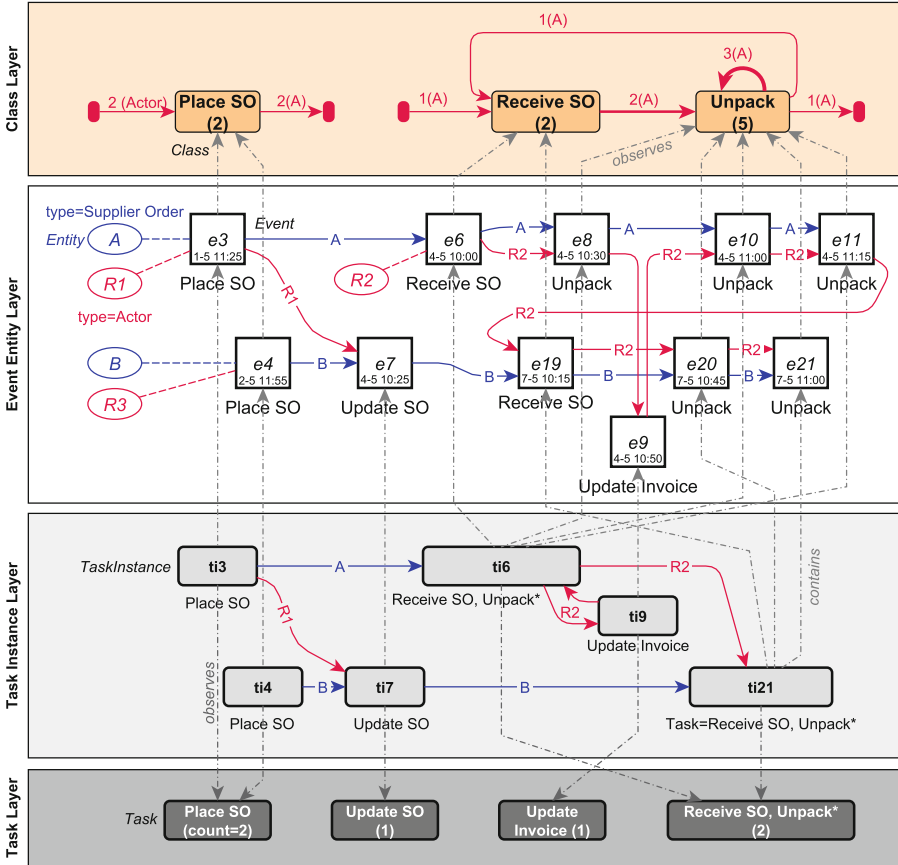 Class Layer
1(A)
3(A)
2 (Actor)
Place SO
(2)
2(A)
1(A)
Receive SO
(2)
2(A)
Unpack
(5)
1(A)
Class
observes
Event Entity Layer
type=Supplier Order
Entity
A
R1
type=Actor
e3
1-5 11:25
Place SO
Event
A
R2
e6
4-5 10:00
Receive SO
A
R2
e8
4-5 10:30
Unpack
A
R2
e10
4-5 11:00
Unpack
A
R2
e11
4-5 11:15
Unpack
R1
R2
B
R3
e4
2-5 11:55
Place SO
B
e7
4-5 10:25
Update SO
B
e19
7-5 10:15
Receive SO
R2
B
e20
7-5 10:45
Unpack
R2
B
e21
7-5 11:00
Unpack
e9
4-5 10:50
Update Invoice
Task Instance Layer
TaskInstance
ti3
Place SO
A
ti6
Receive SO, Unpack*
R2
R1
R2
ti9
Update Invoice
contains
observes
ti4
Place SO
B
ti7
Update SO
B
ti21
Task=Receive SO, Unpack*
Task Layer
Task
Place SO
(count=2)
Update SO
(1)
Update
Invoice (1)
Receive SO, Unpack*
(2)